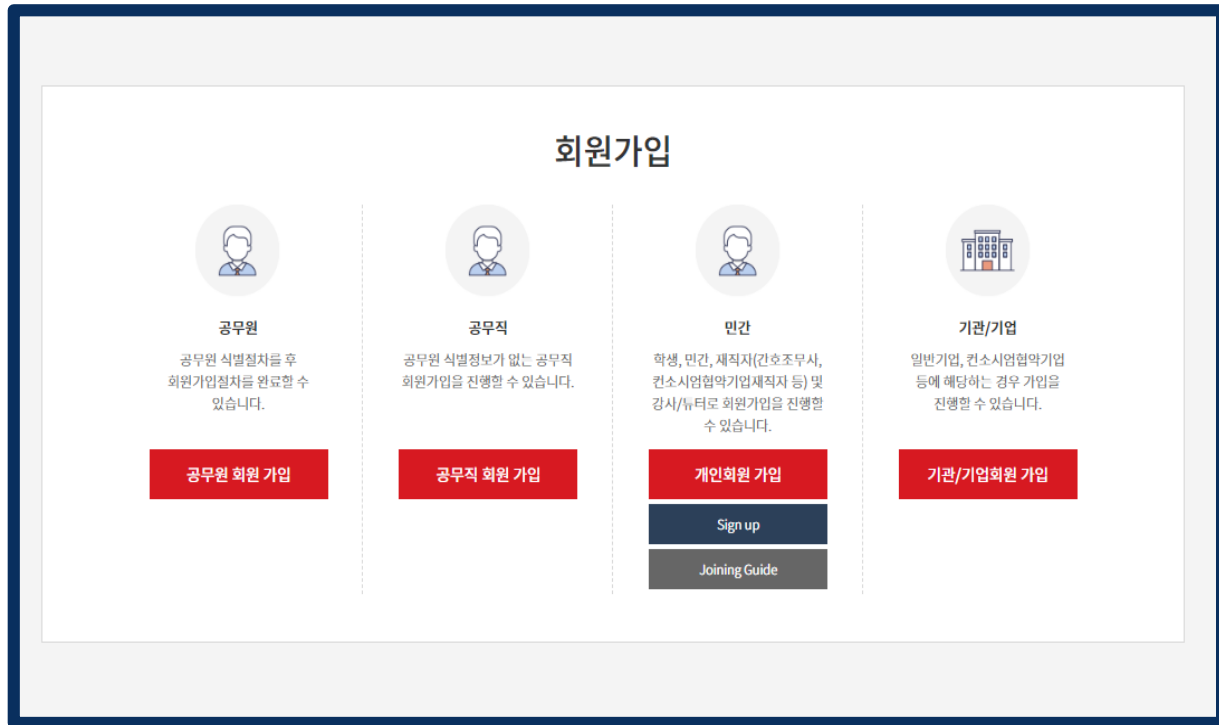 회원가입
공무원
공무원 식별절차를 후
회원가입절차를 완료할 수
있습니다.
공무원 회원 가입
공무직
공무원 식별정보가 없는 공무직
회원가입을 진행할 수 있습니다.
공무직 회원 가입
민간
학생, 민간, 재직자(간호조무사,
컨소시엄협약기업재직자 등) 및
강사/튜터로 회원가입을 진행할
수 있습니다.
개인회원 가입
Sign up
Joining Guide
기관/기업
일반기업, 컨소시엄협약기업
등에 해당하는 경우 가입을
진행할 수 있습니다.
기관/기업회원 가입